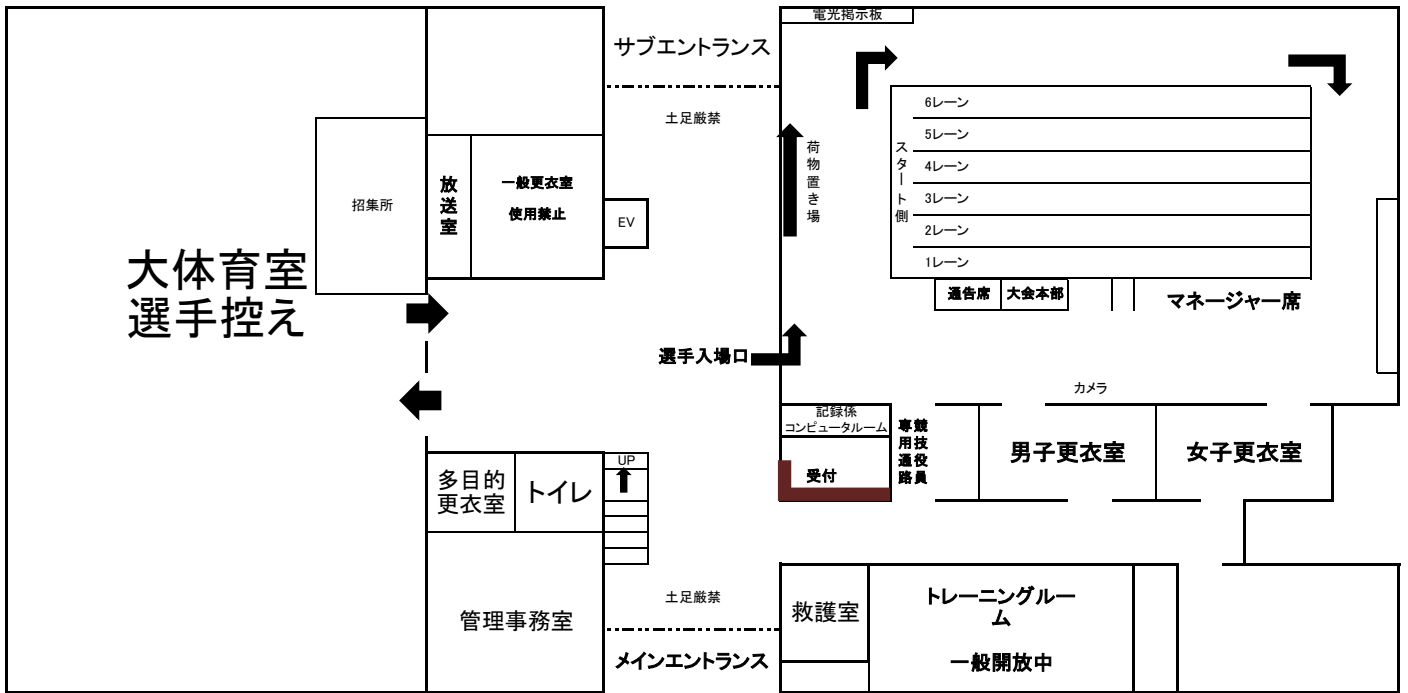 電光掲示板
サブエントランス
土足厳禁
6レーン
5レーン
4レーン
3レーン
2レーン
1レーン
スタート側
荷物置き場
招集所
放送室
一般更衣室
使用禁止
EV
大体育室
選手控え
通告席
大会本部
マネージャー席
選手入場口
カメラ
記録係
コンピュータルーム
受付
競技役員
専用通路
男子更衣室
女子更衣室
多目的
更衣室
トイレ
UP
管理事務室
土足厳禁
メインエントランス
救護室
トレーニングルー
ム
一般開放中